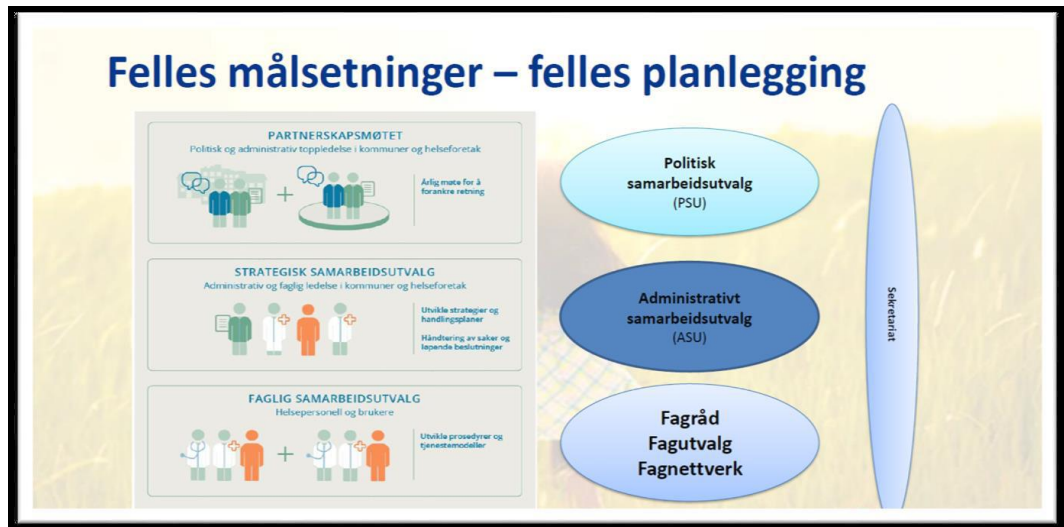 Felles målsetninger – felles planlegging
PARTNERSKAPSMØTET
Politisk og administrativ toppledelse i kommuner og helseforetak
Årlig møte for å
forankre retning
STRATEGISK SAMARBEIDSUTVALG
Administrativ og faglig ledelse i kommuner og helseforetak
Utvikle strategier og
handlingsplaner
Håndtering av saker og
løpende beslutninger
FAGLIG SAMARBEIDSUTVALG
Helsepersonell og brukere
Utvikle prosedyrer og
tjenestemodeller
Politisk
samarbeidsutvalg
(PSU)
Administrativt
samarbeidsutvalg
(ASU)
Fagråd
Fagutvalg
Fagnettverk
Sekretariat